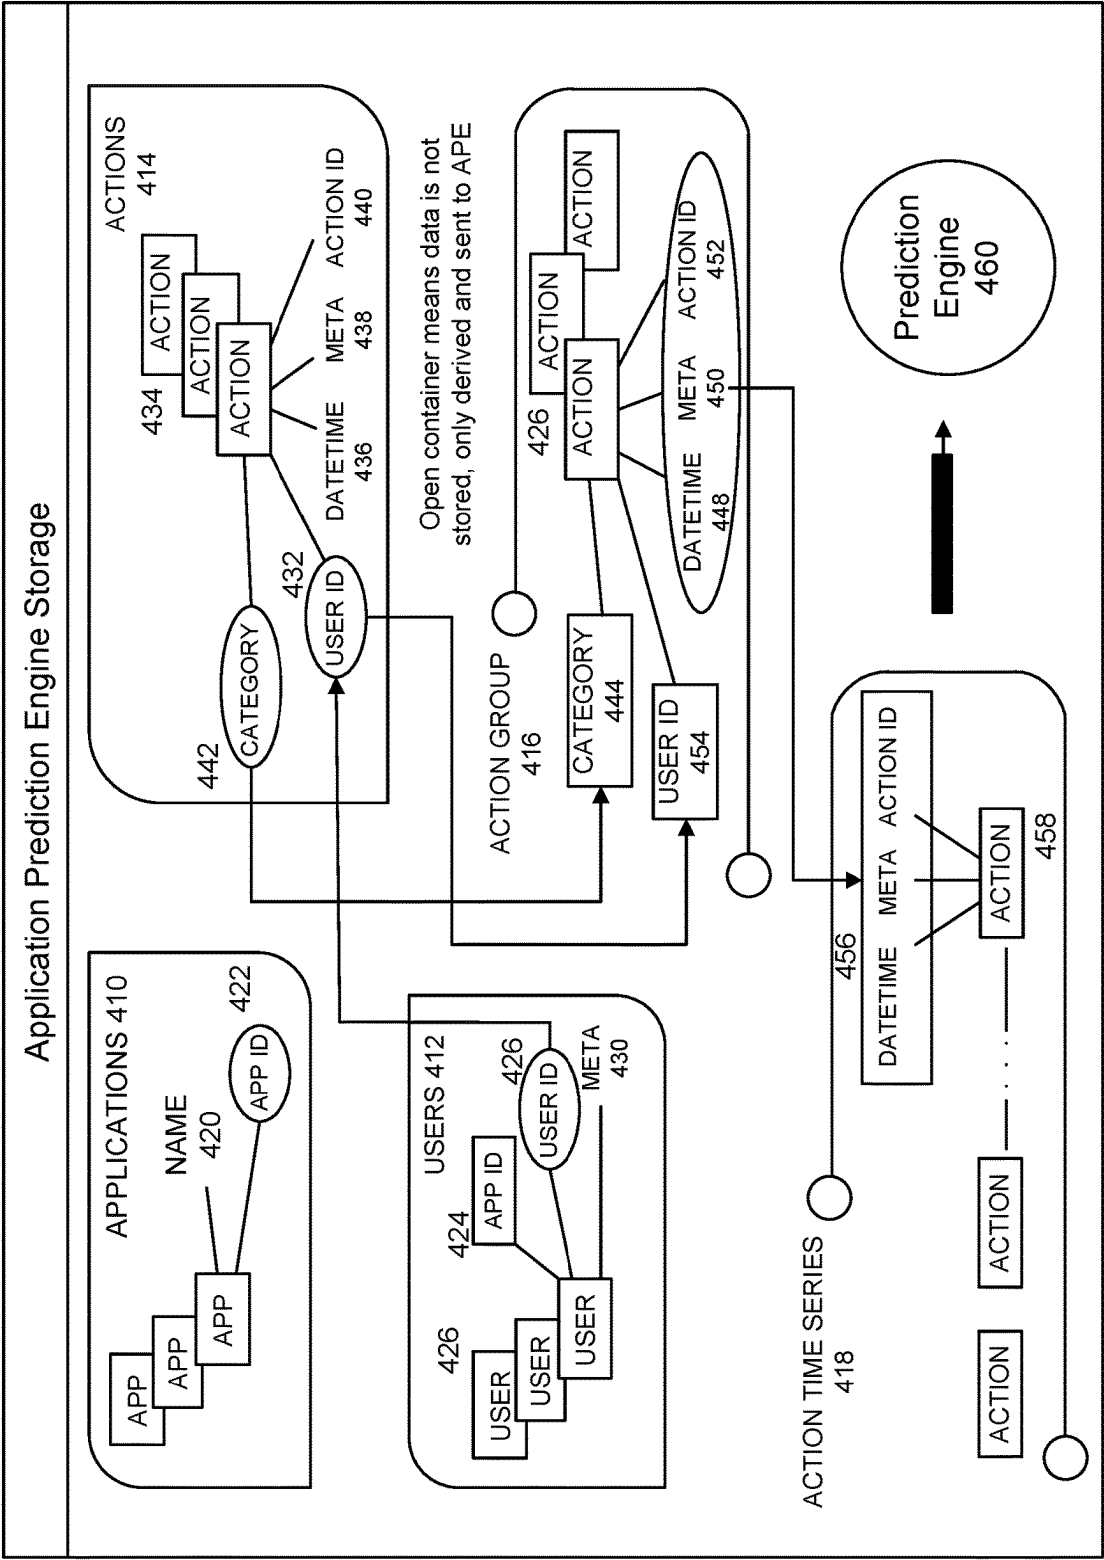 Application Prediction Engine Storage
APPLICATIONS 410
APP
APP
APP
NAME
420
APP ID
422
USERS 412
426
USER
USER
USER
424
APP ID
USER ID
426
META
430
ACTIONS
414
434
ACTION
ACTION
ACTION
442
CATEGORY
USER ID
432
DATETIME
436
META
438
ACTION ID
440
Open container means data is not
stored, only derived and sent to APE
ACTION GROUP
416
426
ACTION
ACTION
ACTION
CATEGORY
444
USER ID
454
DATETIME
448
META
450
ACTION ID
452
ACTION TIME SERIES
418
456
DATETIME META ACTION ID
ACTION
ACTION
. . .
ACTION
458
Prediction
Engine
460